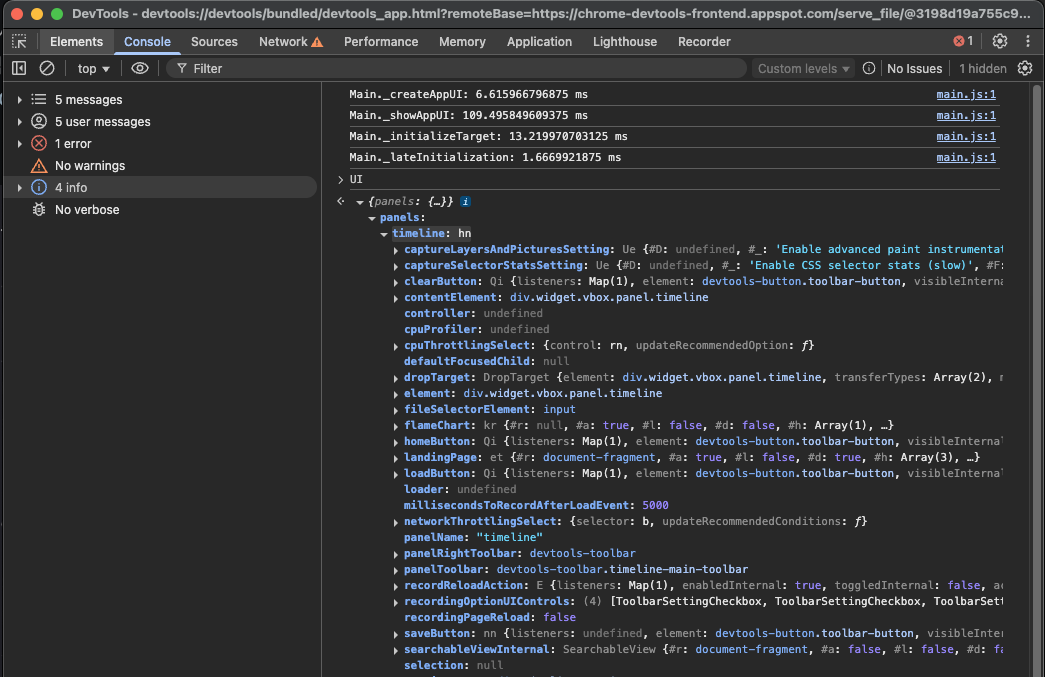 DevTools - devtools://devtools/bundled/devtools_app.html?remoteBase=https://chrome-devtools-frontend.appspot.com/serve_file/@3198d19a755c9...
Elements Console Sources Network Performance Memory Application Lighthouse Recorder 1
top Filter Custom levels No Issues 1 hidden
5 messages
5 user messages
1 error
No warnings
4 info
No verbose
Main._createAppUI: 6.615966796875 ms main.js:1
Main._showAppUI: 109.495849609375 ms main.js:1
Main._initializeTarget: 13.219970703125 ms main.js:1
Main._lateInitialization: 1.6669921875 ms main.js:1
UI
{panels: {…}} i
panels:
timeline: hn
captureLayersAndPicturesSetting: Ue {#D: undefined, #_: 'Enable advanced paint instrumentat
captureSelectorStatsSetting: Ue {#D: undefined, #_: 'Enable CSS selector stats (slow)', #F:
clearButton: Qi {listeners: Map(1), element: devtools-button.toolbar-button, visibleInterna
contentElement: div.widget.vbox.panel.timeline
controller: undefined
cpuProfiler: undefined
cpuThrottlingSelect: {control: rn, updateRecommendedOption: ƒ}
defaultFocusedChild: null
dropTarget: DropTarget {element: div.widget.vbox.panel.timeline, transferTypes: Array(2),
element: div.widget.vbox.panel.timeline
fileSelectorElement: input
flameChart: kr {#r: null, #a: true, #l: false, #d: false, #h: Array(1), …}
homeButton: Qi {listeners: Map(1), element: devtools-button.toolbar-button, visibleInternal
landingPage: et {#r: document-fragment, #a: true, #l: false, #d: true, #h: Array(3), …}
loadButton: Qi {listeners: Map(1), element: devtools-button.toolbar-button, visibleInternal
loader: undefined
millisecondsToRecordAfterLoadEvent: 5000
networkThrottlingSelect: {selector: b, updateRecommendedConditions: ƒ}
panelName: "timeline"
panelRightToolbar: devtools-toolbar
panelToolbar: devtools-toolbar.timeline-main-toolbar
recordReloadAction: E {listeners: Map(1), enabledInternal: true, toggledInternal: false, ac
recordingOptionUIControls: (4) [ToolbarSettingCheckbox, ToolbarSettingCheckbox, ToolbarSett
recordingPageReload: false
saveButton: nn {listeners: undefined, element: devtools-button.toolbar-button, visibleInter
searchableViewInternal: SearchableView {#r: document-fragment, #a: false, #l: false, #d: fa
selection: null